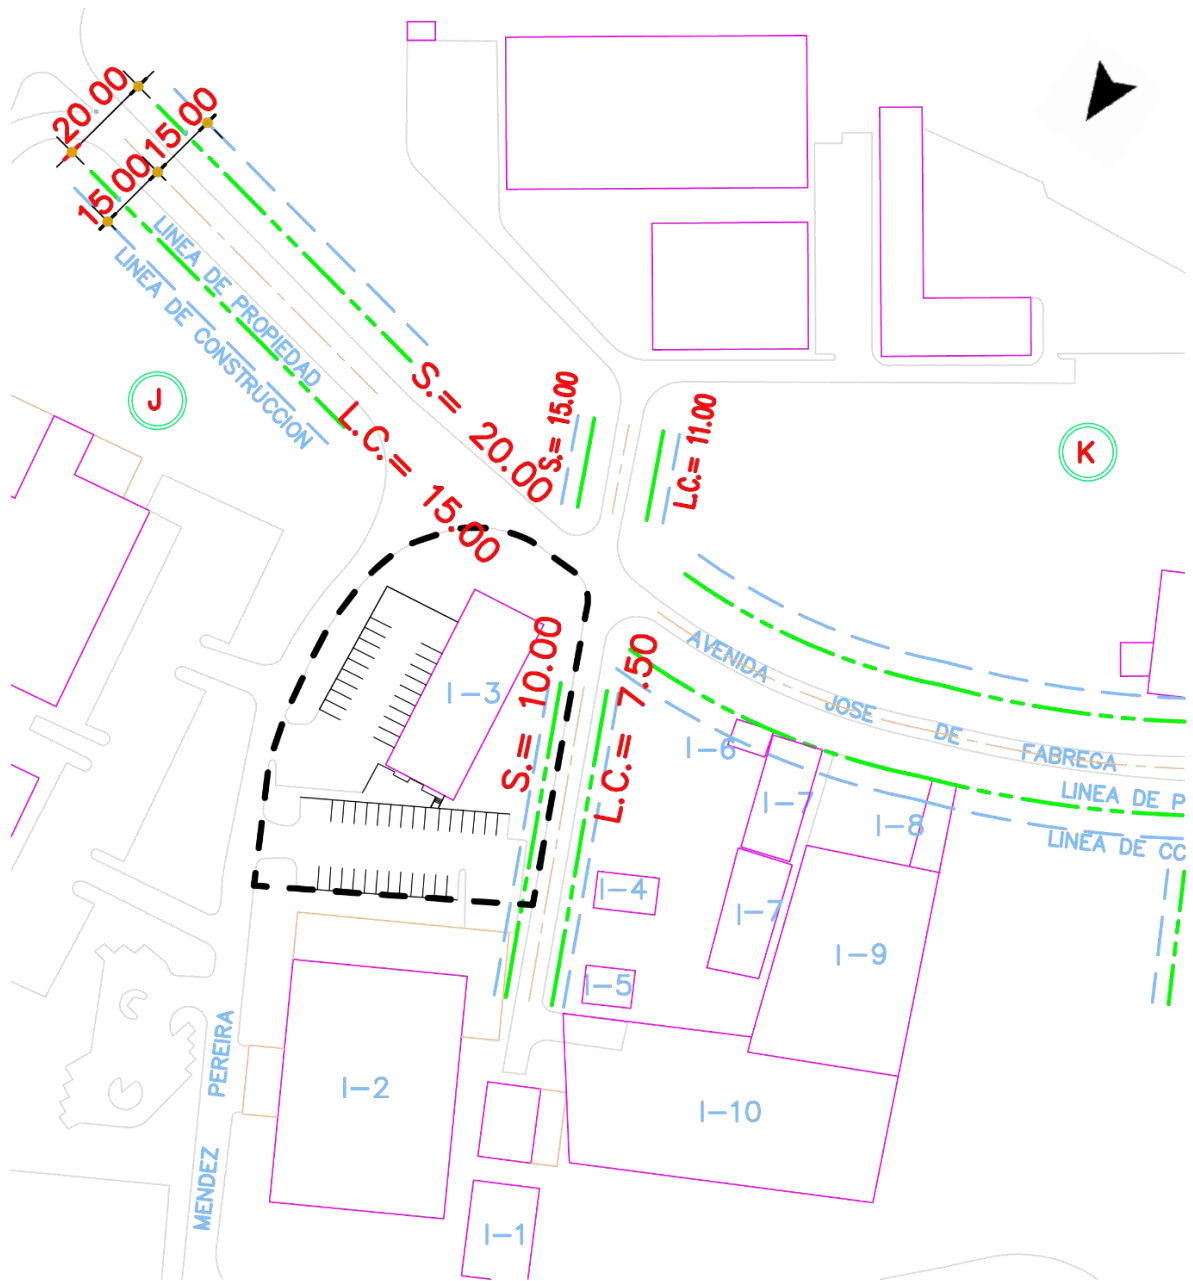 20.00
15.00
15.00
LINEA DE PROPIEDAD
LINEA DE CONSTRUCCION
S.= 20.00
L.C.= 15.00
S.= 15.00
L.C.= 11.00
J
K
I-3
S.= 10.00
L.C.= 7.50
AVENIDA JOSE DE FABREGA
LINEA DE P
LINEA DE CC
I-6
I-7
I-8
I-4
I-7
I-9
I-5
MENDEZ PEREIRA
I-2
I-10
I-1